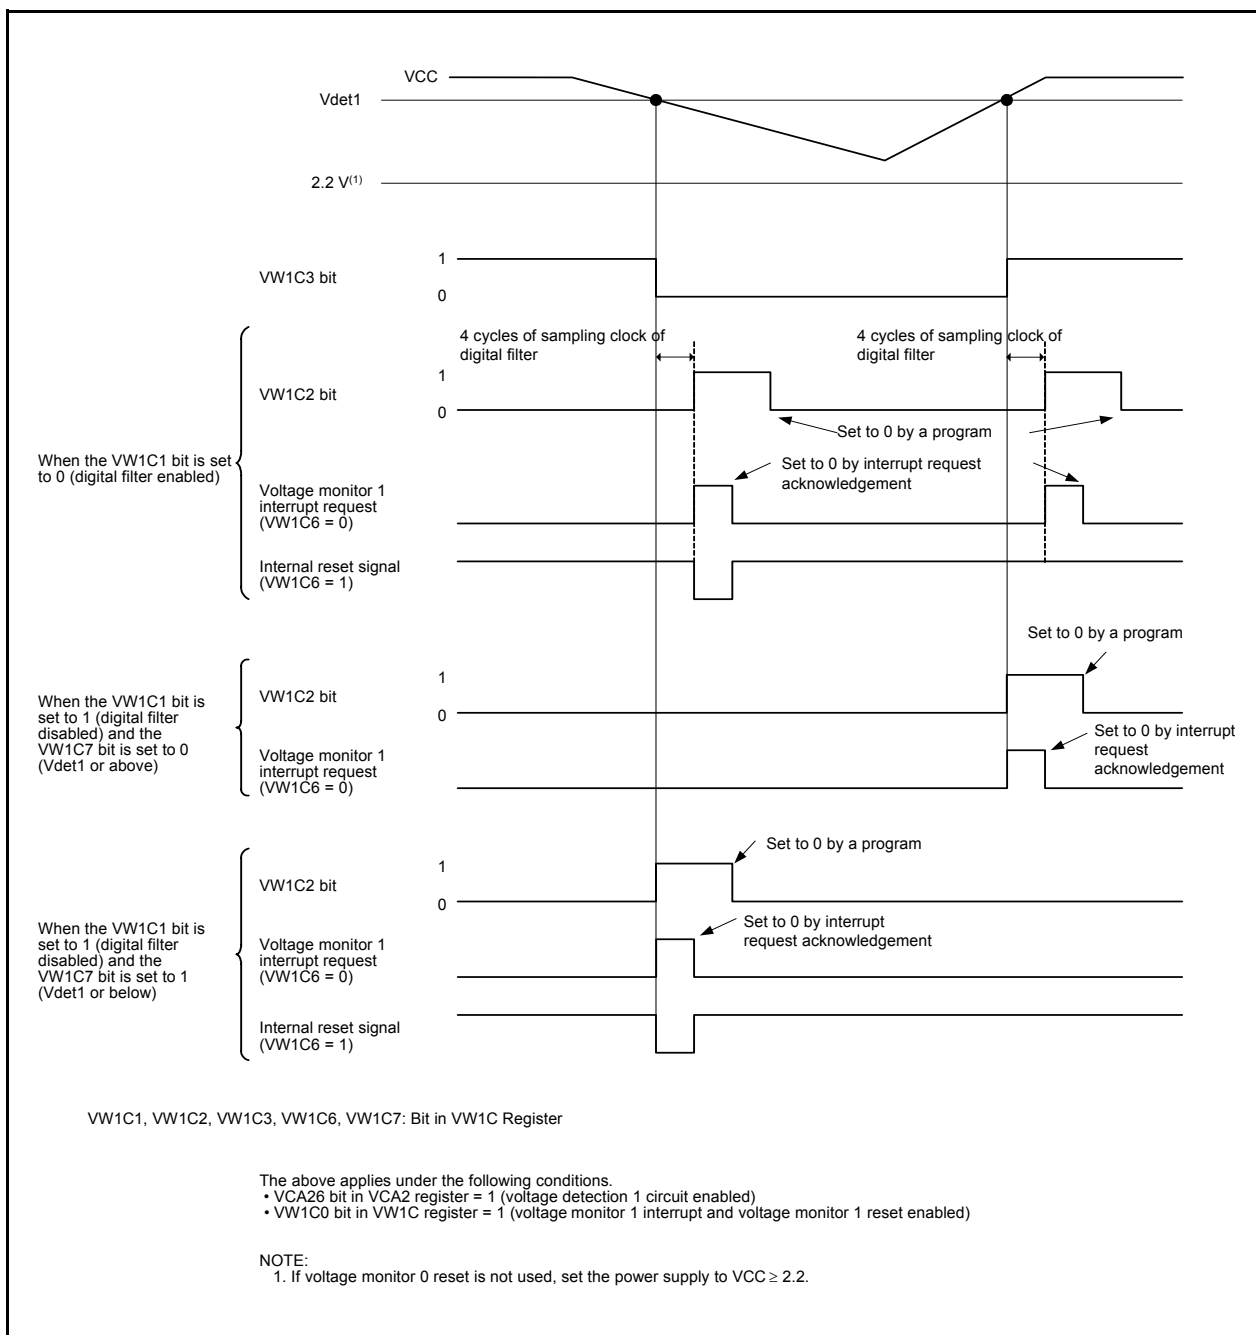 VCC
Vdet1
2.2 V(1)
VW1C3 bit
1
0
4 cycles of sampling clock of
digital filter
4 cycles of sampling clock of
digital filter
When the VW1C1 bit is set
to 0 (digital filter enabled)
VW1C2 bit
1
0
Set to 0 by a program
Set to 0 by interrupt request
acknowledgement
Voltage monitor 1
interrupt request
(VW1C6 = 0)
Internal reset signal
(VW1C6 = 1)
Set to 0 by a program
When the VW1C1 bit is
set to 1 (digital filter
disabled) and the
VW1C7 bit is set to 0
(Vdet1 or above)
VW1C2 bit
1
0
Set to 0 by interrupt
request
acknowledgement
Voltage monitor 1
interrupt request
(VW1C6 = 0)
Set to 0 by a program
When the VW1C1 bit is
set to 1 (digital filter
disabled) and the
VW1C7 bit is set to 1
(Vdet1 or below)
VW1C2 bit
1
0
Set to 0 by interrupt
request acknowledgement
Voltage monitor 1
interrupt request
(VW1C6 = 0)
Internal reset signal
(VW1C6 = 1)
VW1C1, VW1C2, VW1C3, VW1C6, VW1C7: Bit in VW1C Register
The above applies under the following conditions.
• VCA26 bit in VCA2 register = 1 (voltage detection 1 circuit enabled)
• VW1C0 bit in VW1C register = 1 (voltage monitor 1 interrupt and voltage monitor 1 reset enabled)
NOTE:
1. If voltage monitor 0 reset is not used, set the power supply to VCC ≥ 2.2.